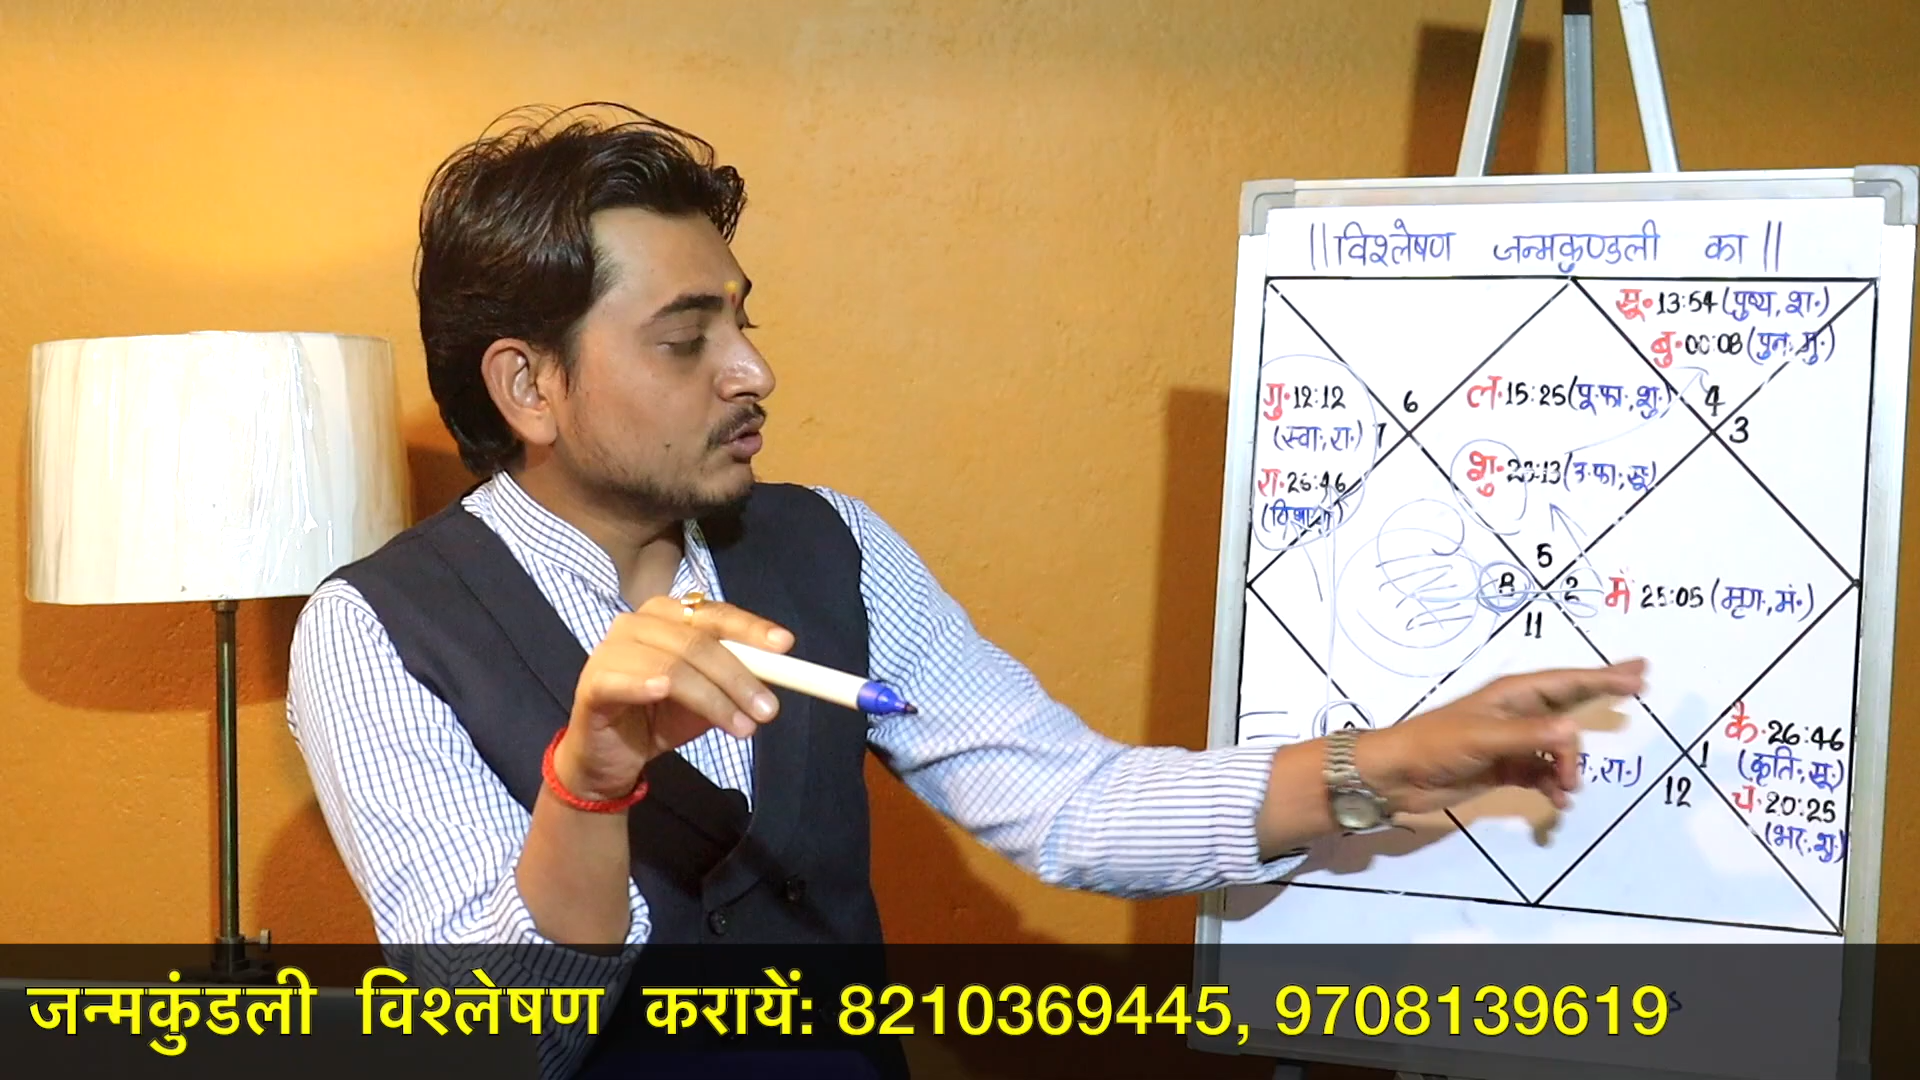 ||विश्लेषण जन्मकुण्डली का||
सू॰ 13:54 (पुष्य, श॰)
बु॰ 00:08 (पुन॰ गु॰)
गु॰ 12:12
(स्वा॰, रा॰)
7
6
ल॰ 15:25 (पू॰फा॰, शु॰)
4
3
रा॰ 26:46
शु॰ 23:13 (उ॰फा॰, सू॰)
5
8
2
मं 25:05 (मृग॰, मं॰)
11
के॰ 26:46
(कृति॰, सू॰)
1
12
चं॰ 20:25
(भर॰, शु॰)
रा॰)
जन्मकुंडली विश्लेषण करायें: 8210369445, 9708139619